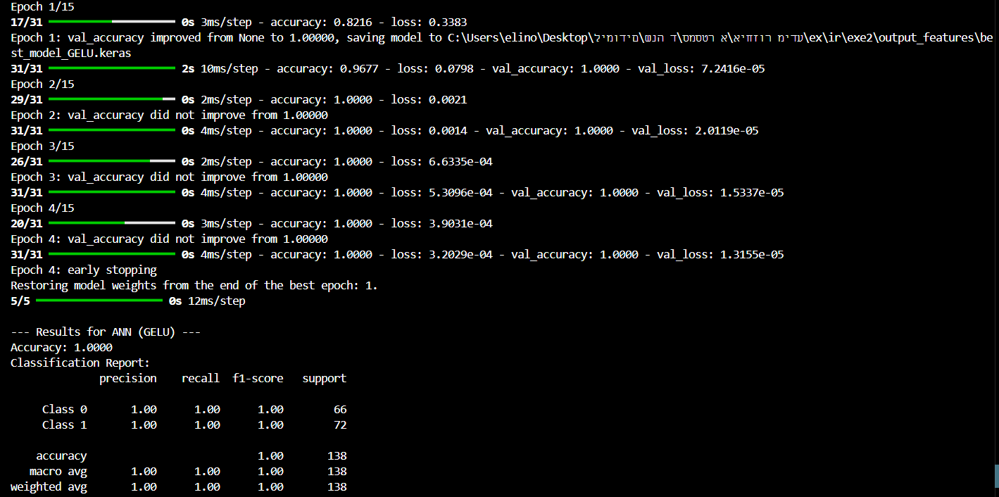 Epoch 1/15
17/31 0s 3ms/step - accuracy: 0.8216 - loss: 0.3383
Epoch 1: val_accuracy improved from None to 1.00000, saving model to C:\Users\elino\Desktop\לימודים\שנה ד\סמסטר א\איחזור מידע\ex\ir\exe2\output_features\be
st_model_GELU.keras
31/31 2s 10ms/step - accuracy: 0.9677 - loss: 0.0798 - val_accuracy: 1.0000 - val_loss: 7.2416e-05
Epoch 2/15
29/31 0s 2ms/step - accuracy: 1.0000 - loss: 0.0021
Epoch 2: val_accuracy did not improve from 1.00000
31/31 0s 4ms/step - accuracy: 1.0000 - loss: 0.0014 - val_accuracy: 1.0000 - val_loss: 2.0119e-05
Epoch 3/15
26/31 0s 2ms/step - accuracy: 1.0000 - loss: 6.6335e-04
Epoch 3: val_accuracy did not improve from 1.00000
31/31 0s 4ms/step - accuracy: 1.0000 - loss: 5.3096e-04 - val_accuracy: 1.0000 - val_loss: 1.5337e-05
Epoch 4/15
20/31 0s 3ms/step - accuracy: 1.0000 - loss: 3.9031e-04
Epoch 4: val_accuracy did not improve from 1.00000
31/31 0s 4ms/step - accuracy: 1.0000 - loss: 3.2029e-04 - val_accuracy: 1.0000 - val_loss: 1.3155e-05
Epoch 4: early stopping
Restoring model weights from the end of the best epoch: 1.
5/5 0s 12ms/step
--- Results for ANN (GELU) ---
Accuracy: 1.0000
Classification Report:
precision recall f1-score support
Class 0 1.00 1.00 1.00 66
Class 1 1.00 1.00 1.00 72
accuracy 1.00 138
macro avg 1.00 1.00 1.00 138
weighted avg 1.00 1.00 1.00 138